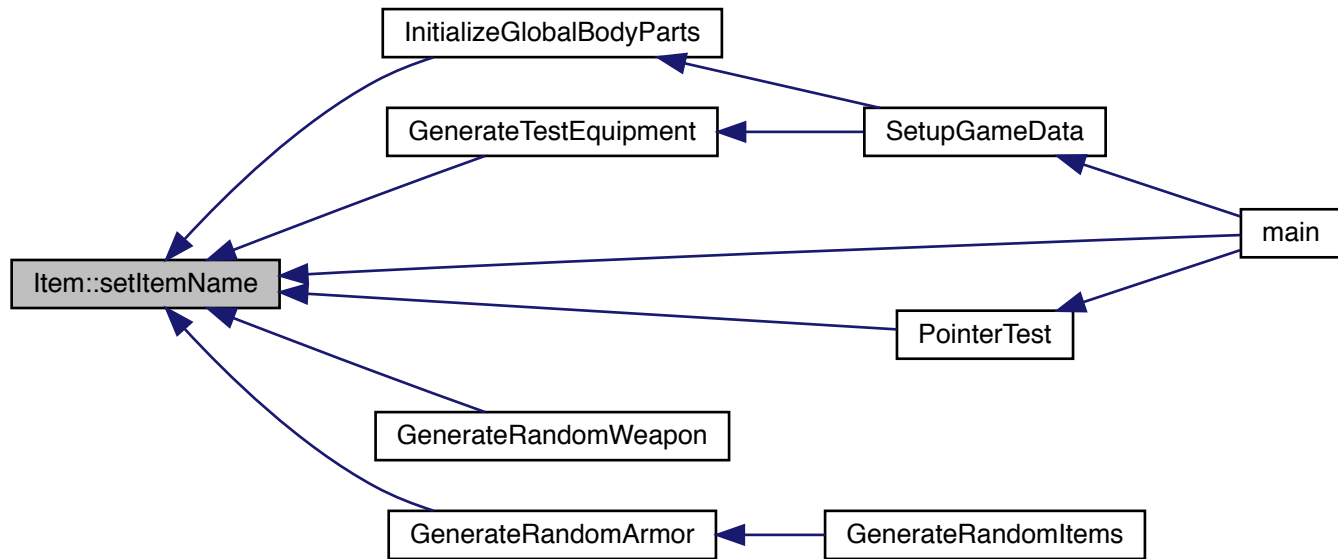 InitializeGlobalBodyParts
GenerateTestEquipment
SetupGameData
main
Item::setItemName
PointerTest
GenerateRandomWeapon
GenerateRandomArmor
GenerateRandomItems